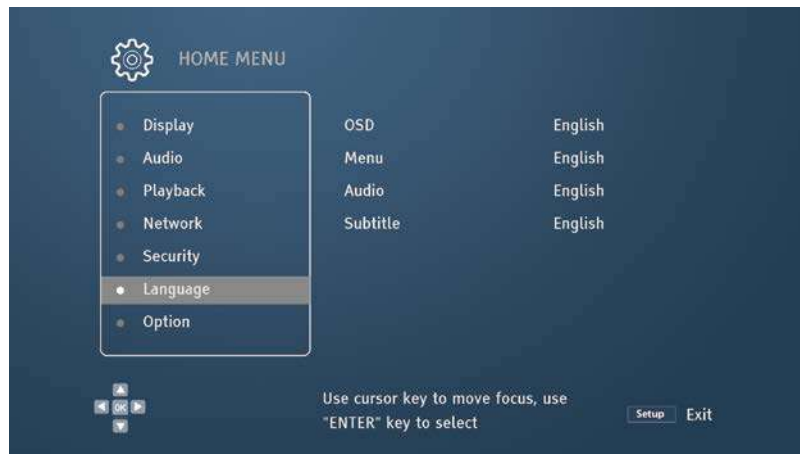 HOME MENU
Display
Audio
Playback
Network
Security
Language
Option
OSD English
Menu English
Audio English
Subtitle English
OK
Use cursor key to move focus, use
"ENTER" key to select
Setup Exit